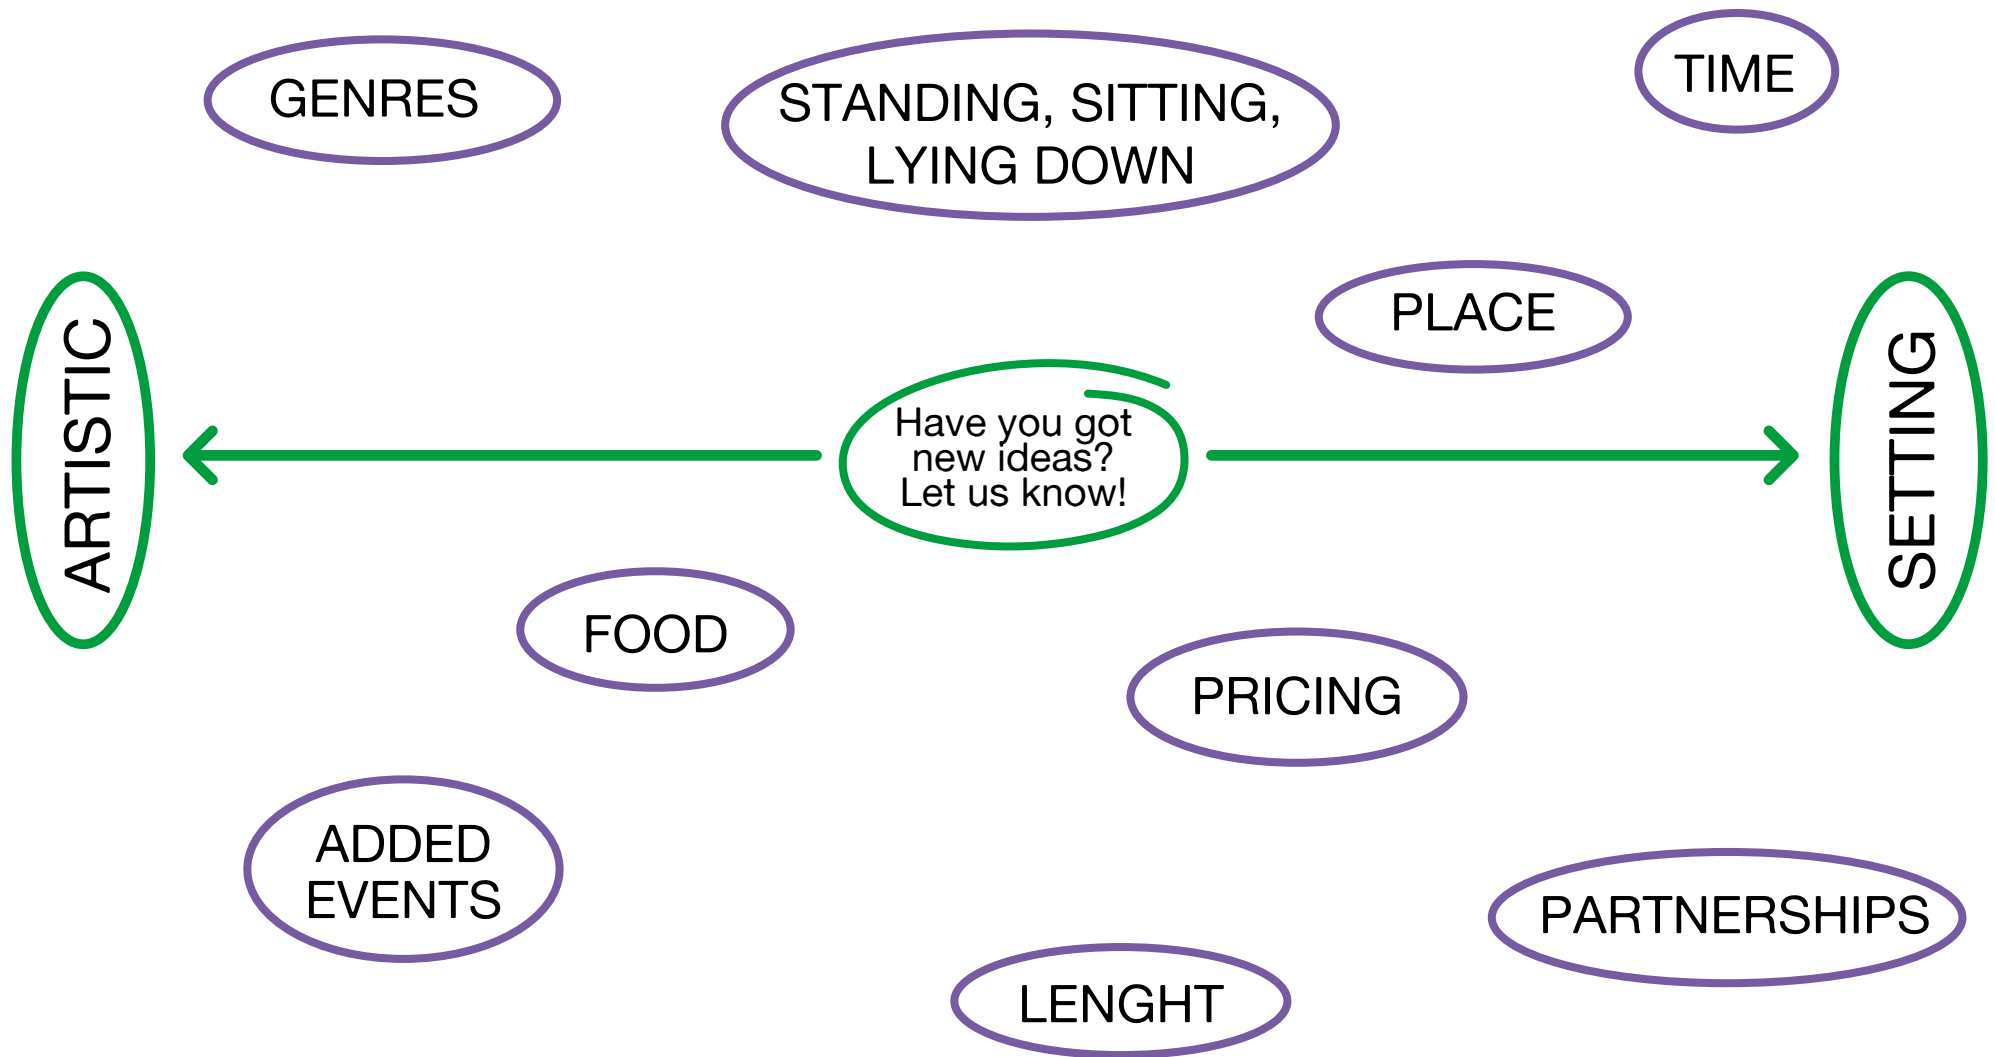 GENRES
STANDING, SITTING,
LYING DOWN
TIME
PLACE
ARTISTIC
Have you got
new ideas?
Let us know!
SETTING
FOOD
PRICING
ADDED
EVENTS
PARTNERSHIPS
LENGHT